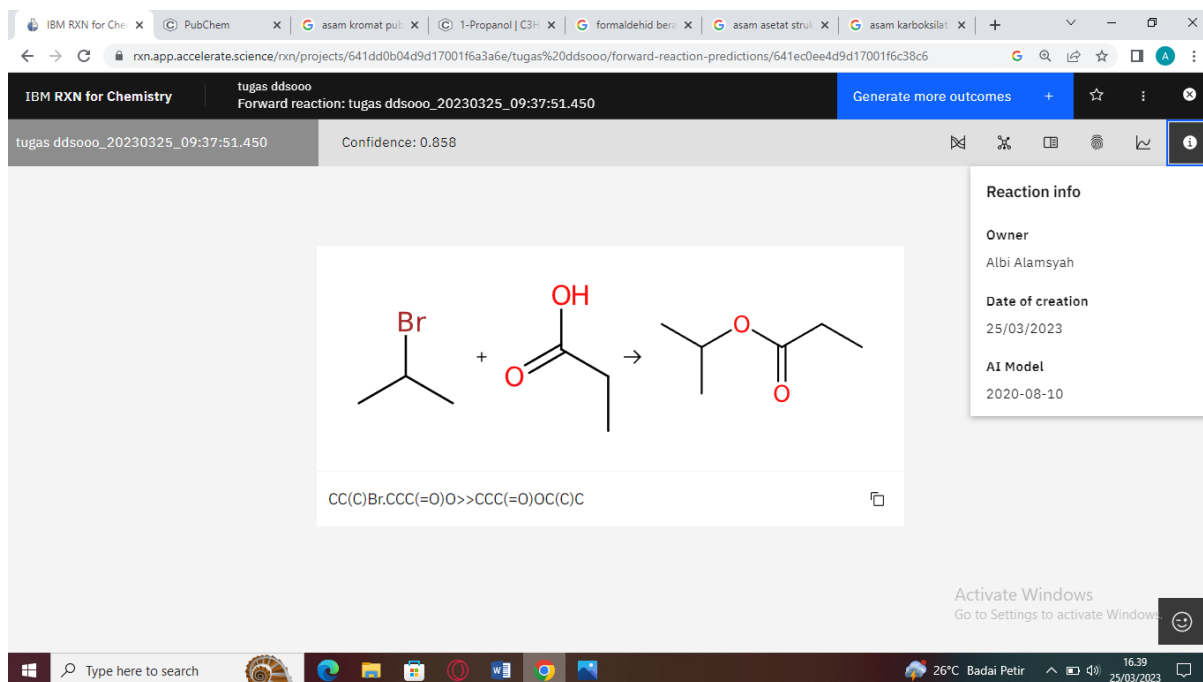 IBM RXN for Che
PubChem
asam kromat pub
1-Propanol | C3H
formaldehid bera
asam asetat struk
asam karboksilat
rxn.app.accelerate.science/rxn/projects/641dd0b04d9d17001f6a3a6e/tugas%20ddsooo/forward-reaction-predictions/641ec0ee4d9d17001f6c38c6
A
IBM RXN for Chemistry
tugas ddsooo
Forward reaction: tugas ddsooo_20230325_09:37:51.450
Generate more outcomes +
tugas ddsooo_20230325_09:37:51.450
Confidence: 0.858
Reaction info
Owner
Albi Alamsyah
Date of creation
25/03/2023
AI Model
2020-08-10
Br
+
OH
O
→
O
O
CC(C)Br.CCC(=O)O>>CCC(=O)OC(C)C
Activate Windows
Go to Settings to activate Windows.
Type here to search
26°C Badai Petir
16.39
25/03/2023